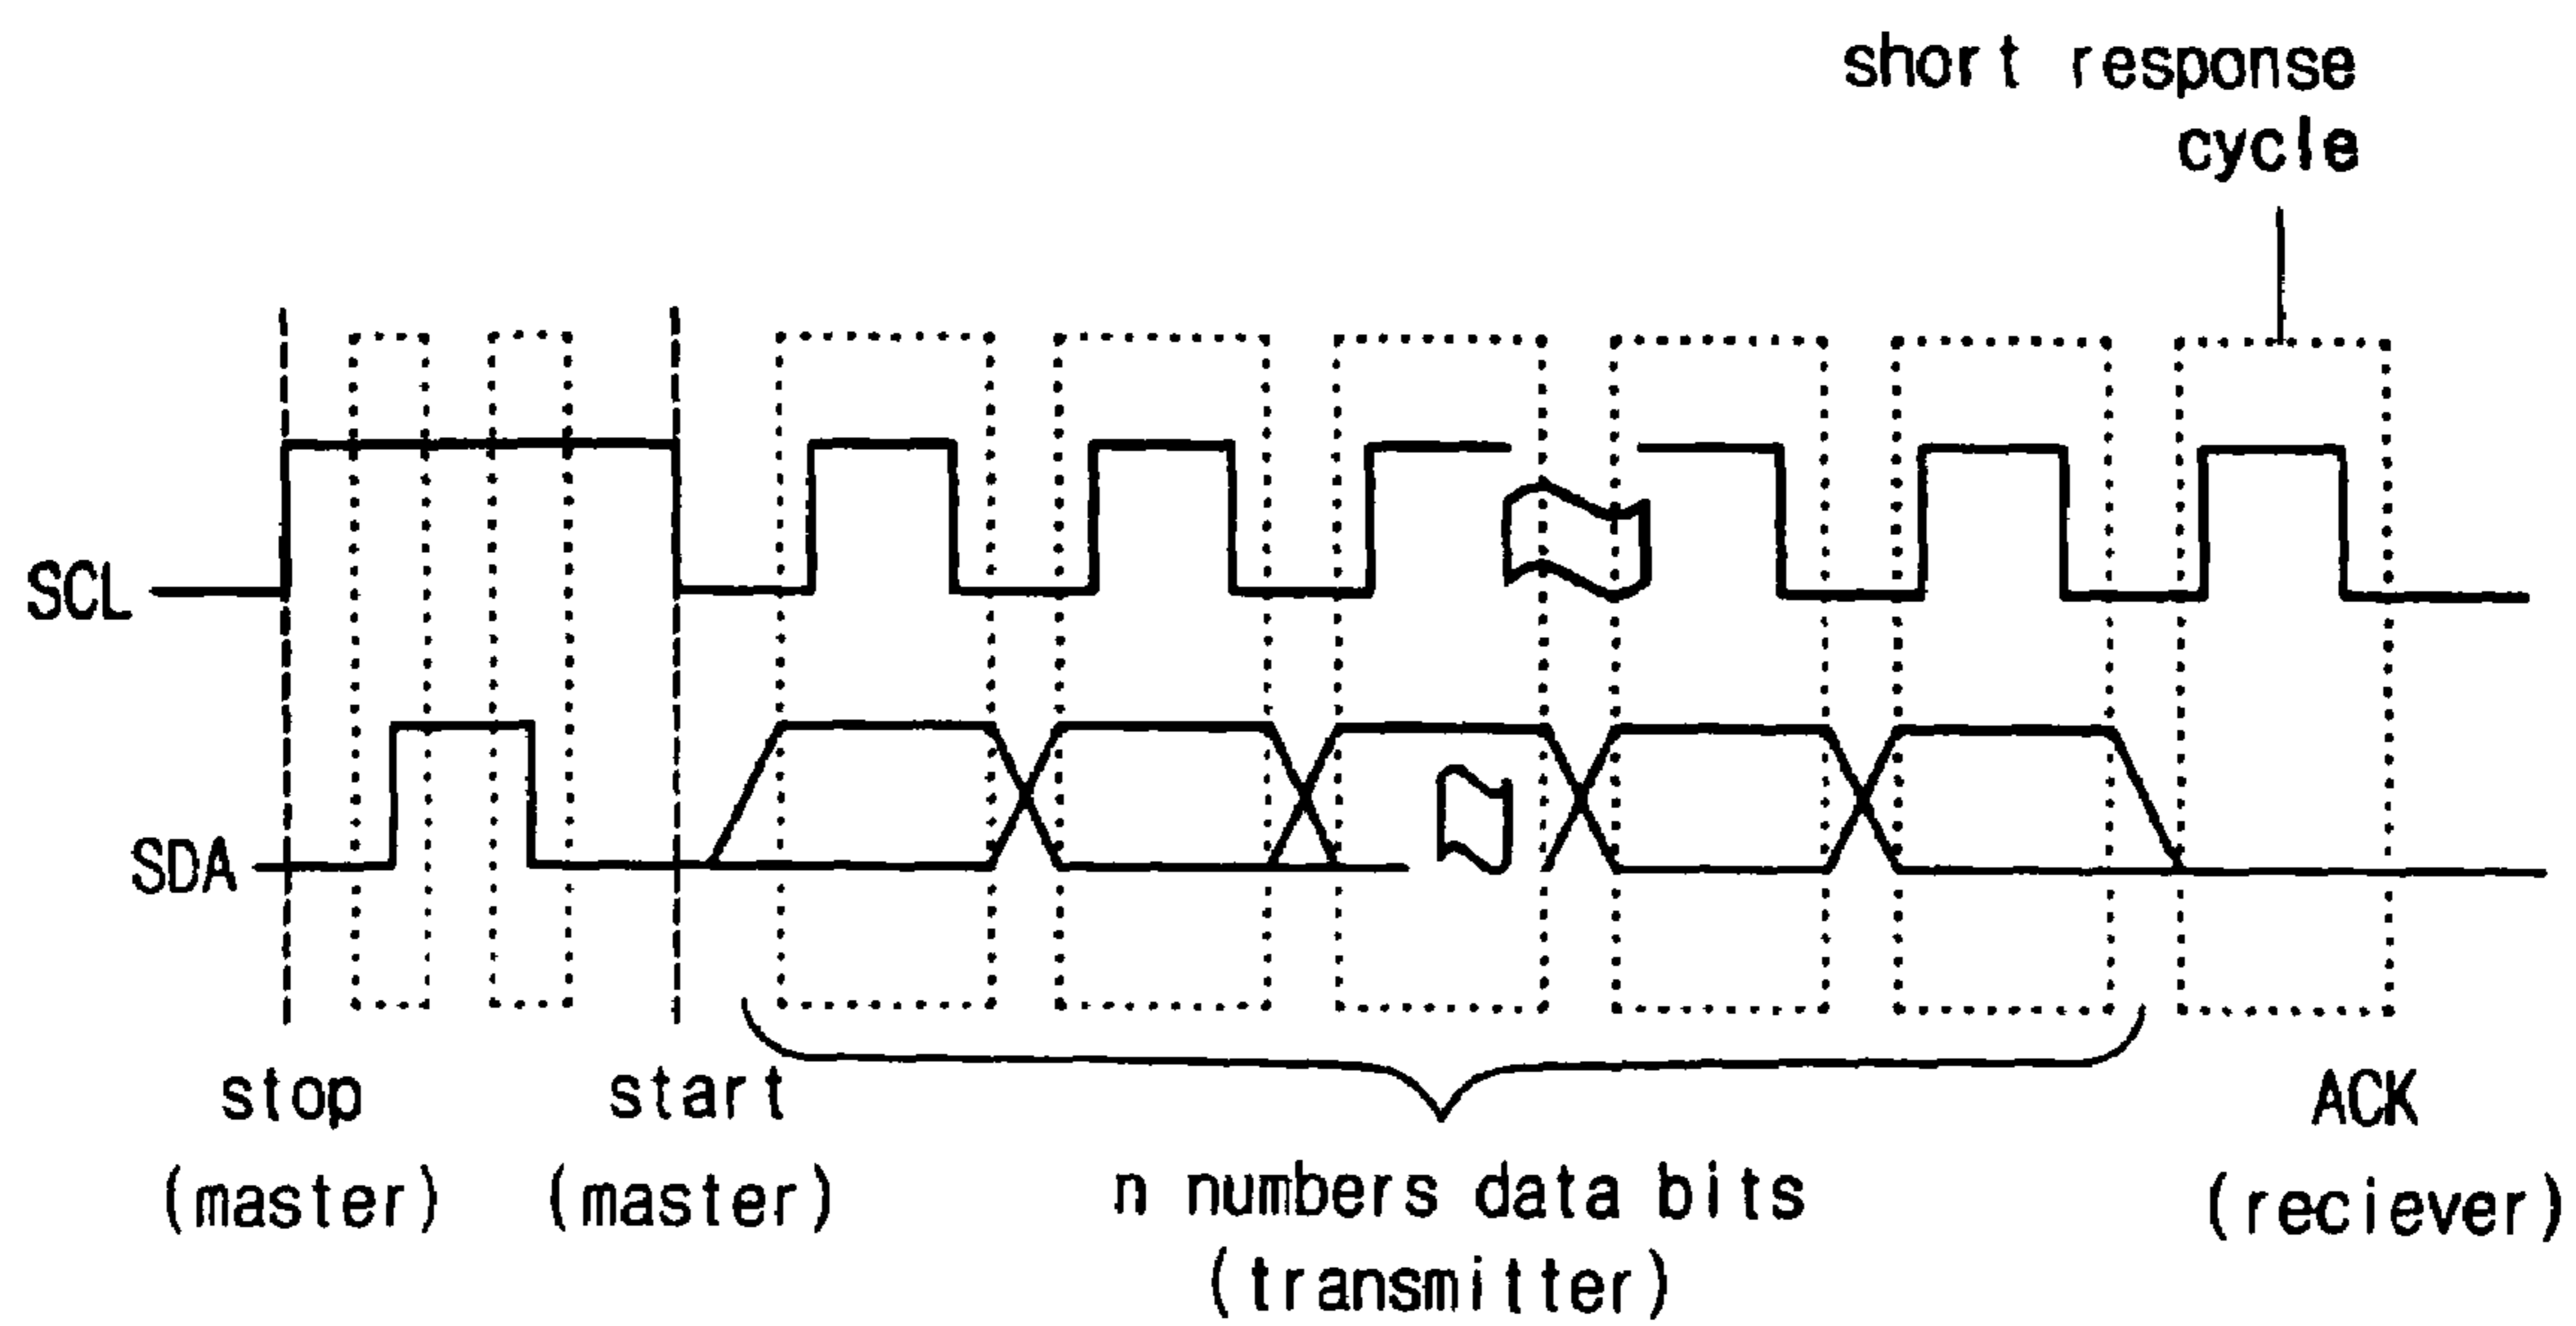 short response
cycle
SCL
SDA
stop
(master)
start
(master)
n numbers data bits
(transmitter)
ACK
(reciever)